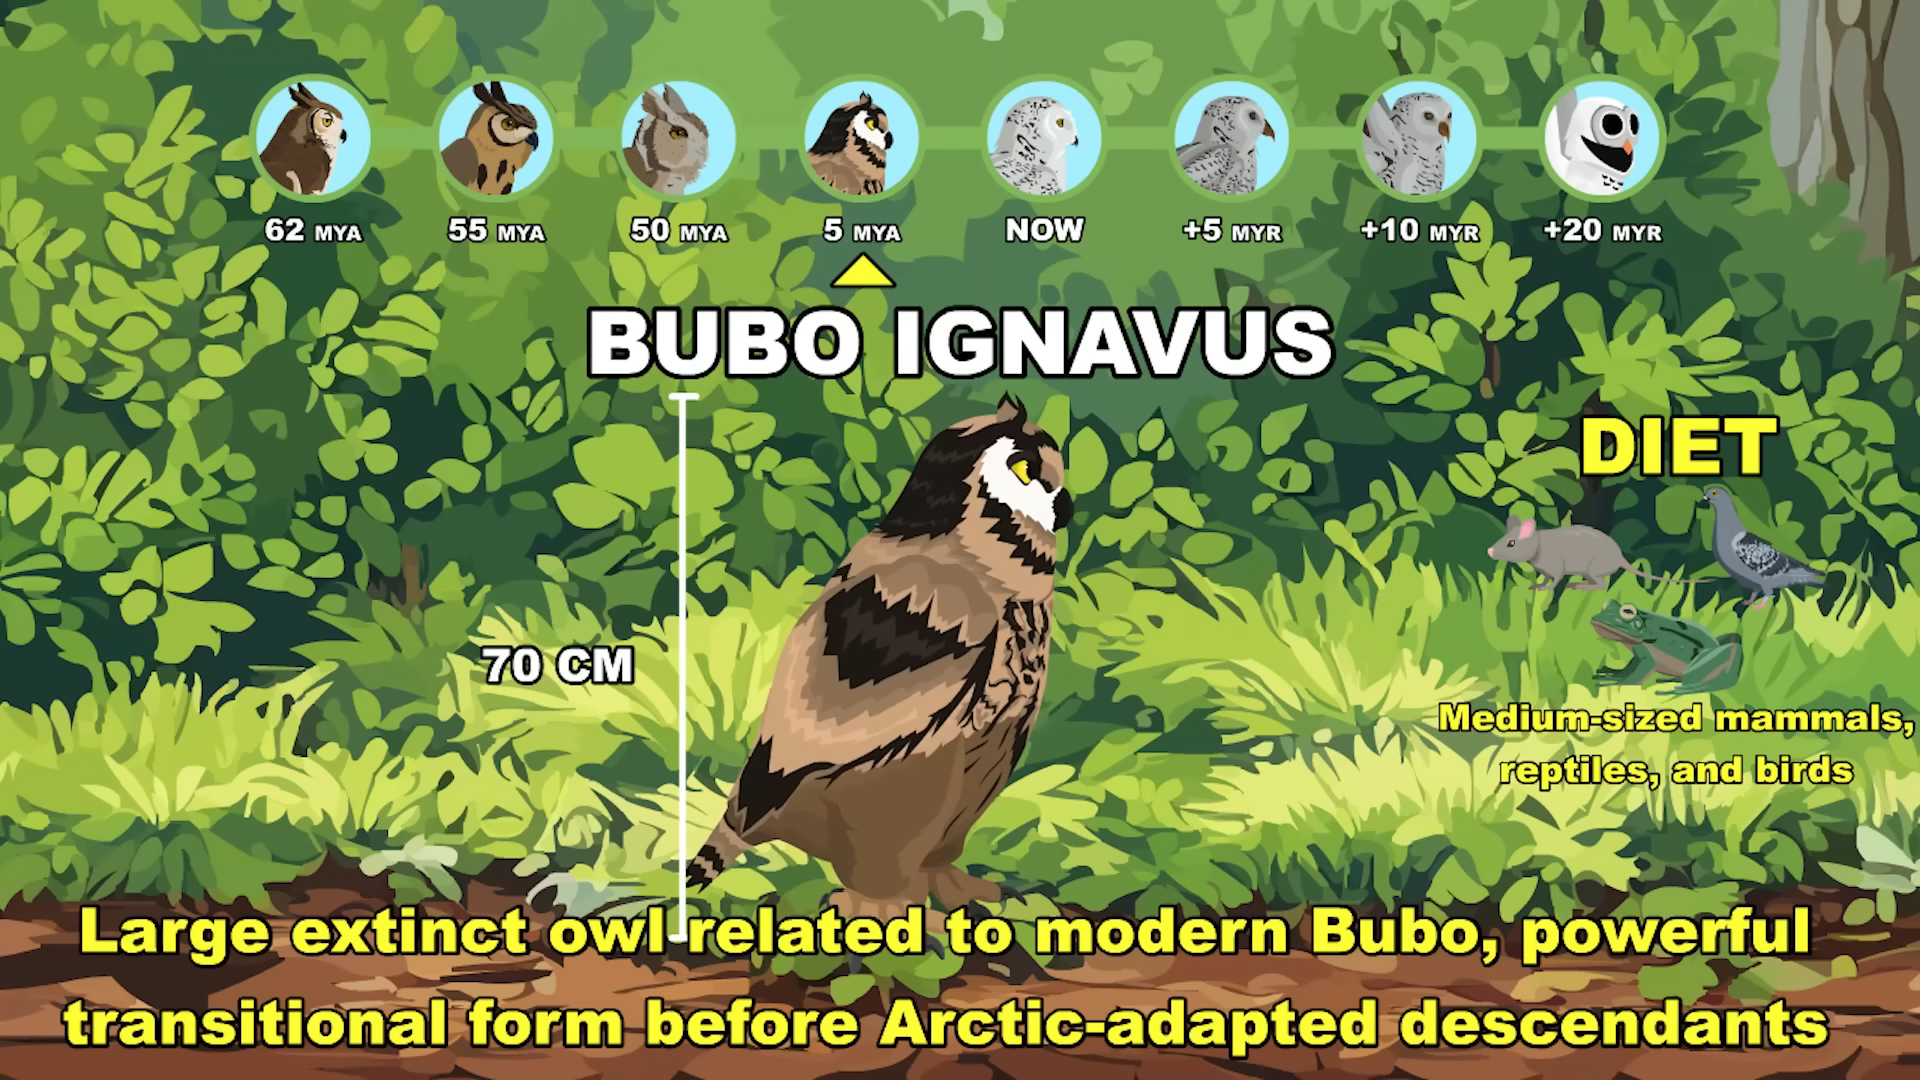 62 MYA 55 MYA 50 MYA 5 MYA NOW +5 MYR +10 MYR +20 MYR
BUBO IGNAVUS
DIET
70 CM
Medium-sized mammals,
reptiles, and birds
Large extinct owl related to modern Bubo, powerful
transitional form before Arctic-adapted descendants